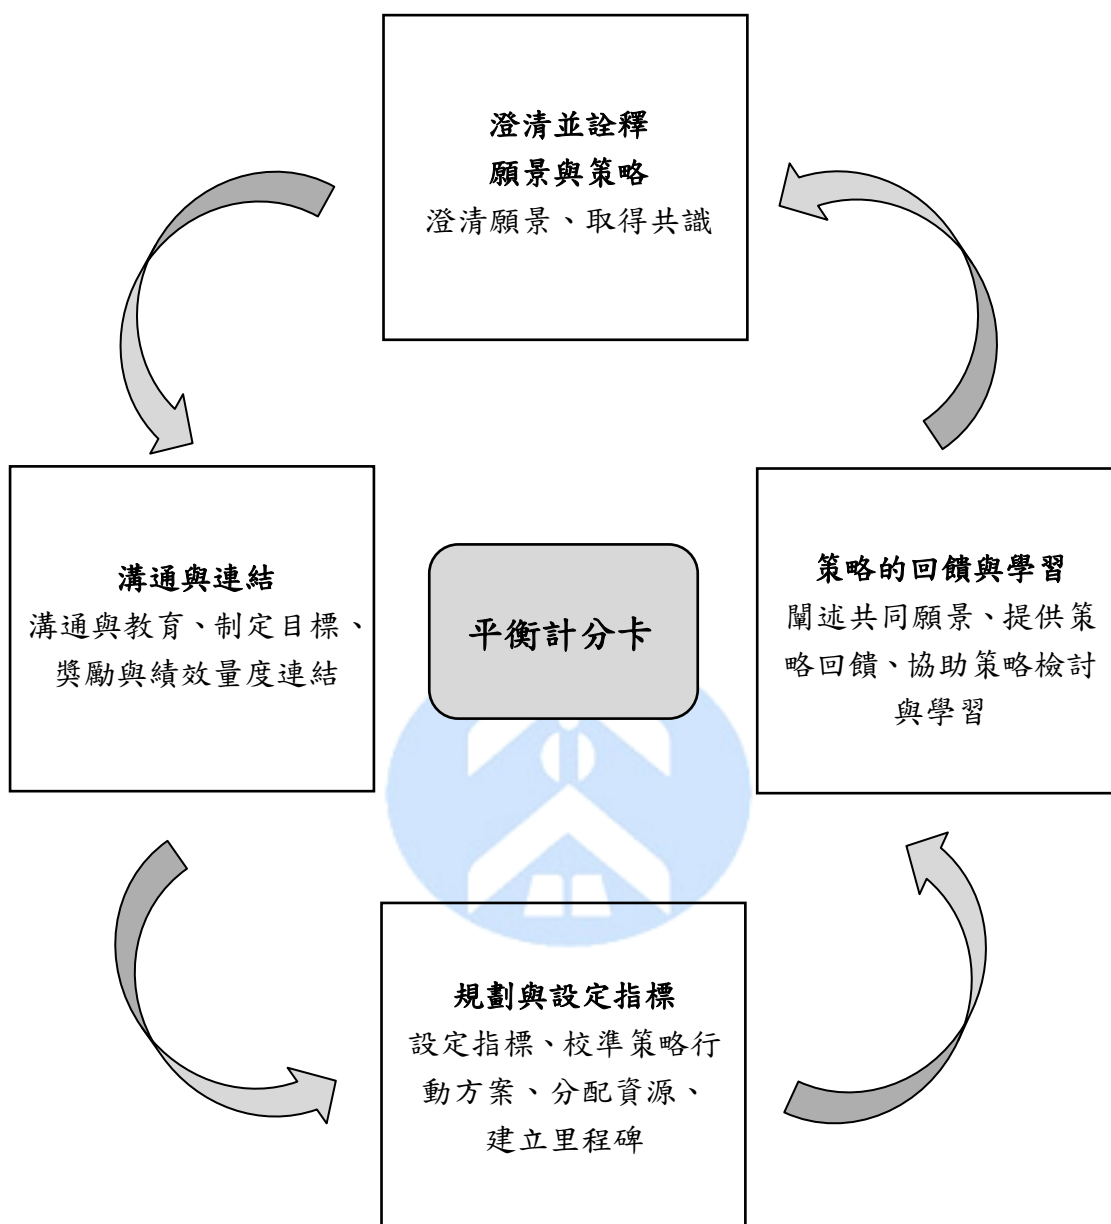 澄清並詮釋
願景與策略
澄清願景、取得共識
溝通與連結
溝通與教育、制定目標、
獎勵與績效量度連結
平衡計分卡
策略的回饋與學習
闡述共同願景、提供策
略回饋、協助策略檢討
與學習
規劃與設定指標
設定指標、校準策略行
動方案、分配資源、
建立里程碑